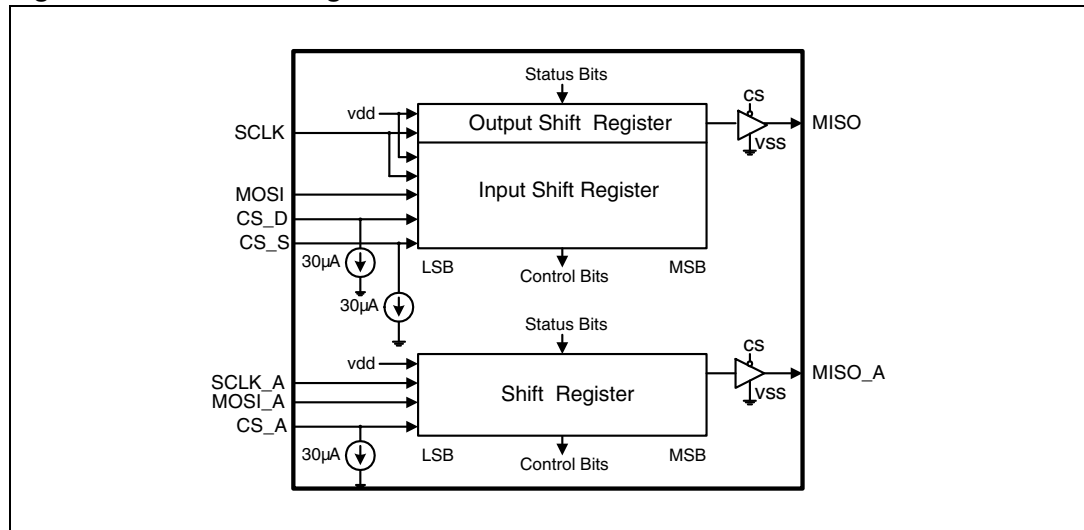 Status Bits
CS
vdd
Output Shift Register
MISO
SCLK
VSS
Input Shift Register
MOSI
CS_D
CS_S
30µA
LSB
Control Bits
MSB
30µA
Status Bits
CS
vdd
MISO_A
SCLK_A
Shift Register
VSS
MOSI_A
CS_A
30µA
LSB
Control Bits
MSB